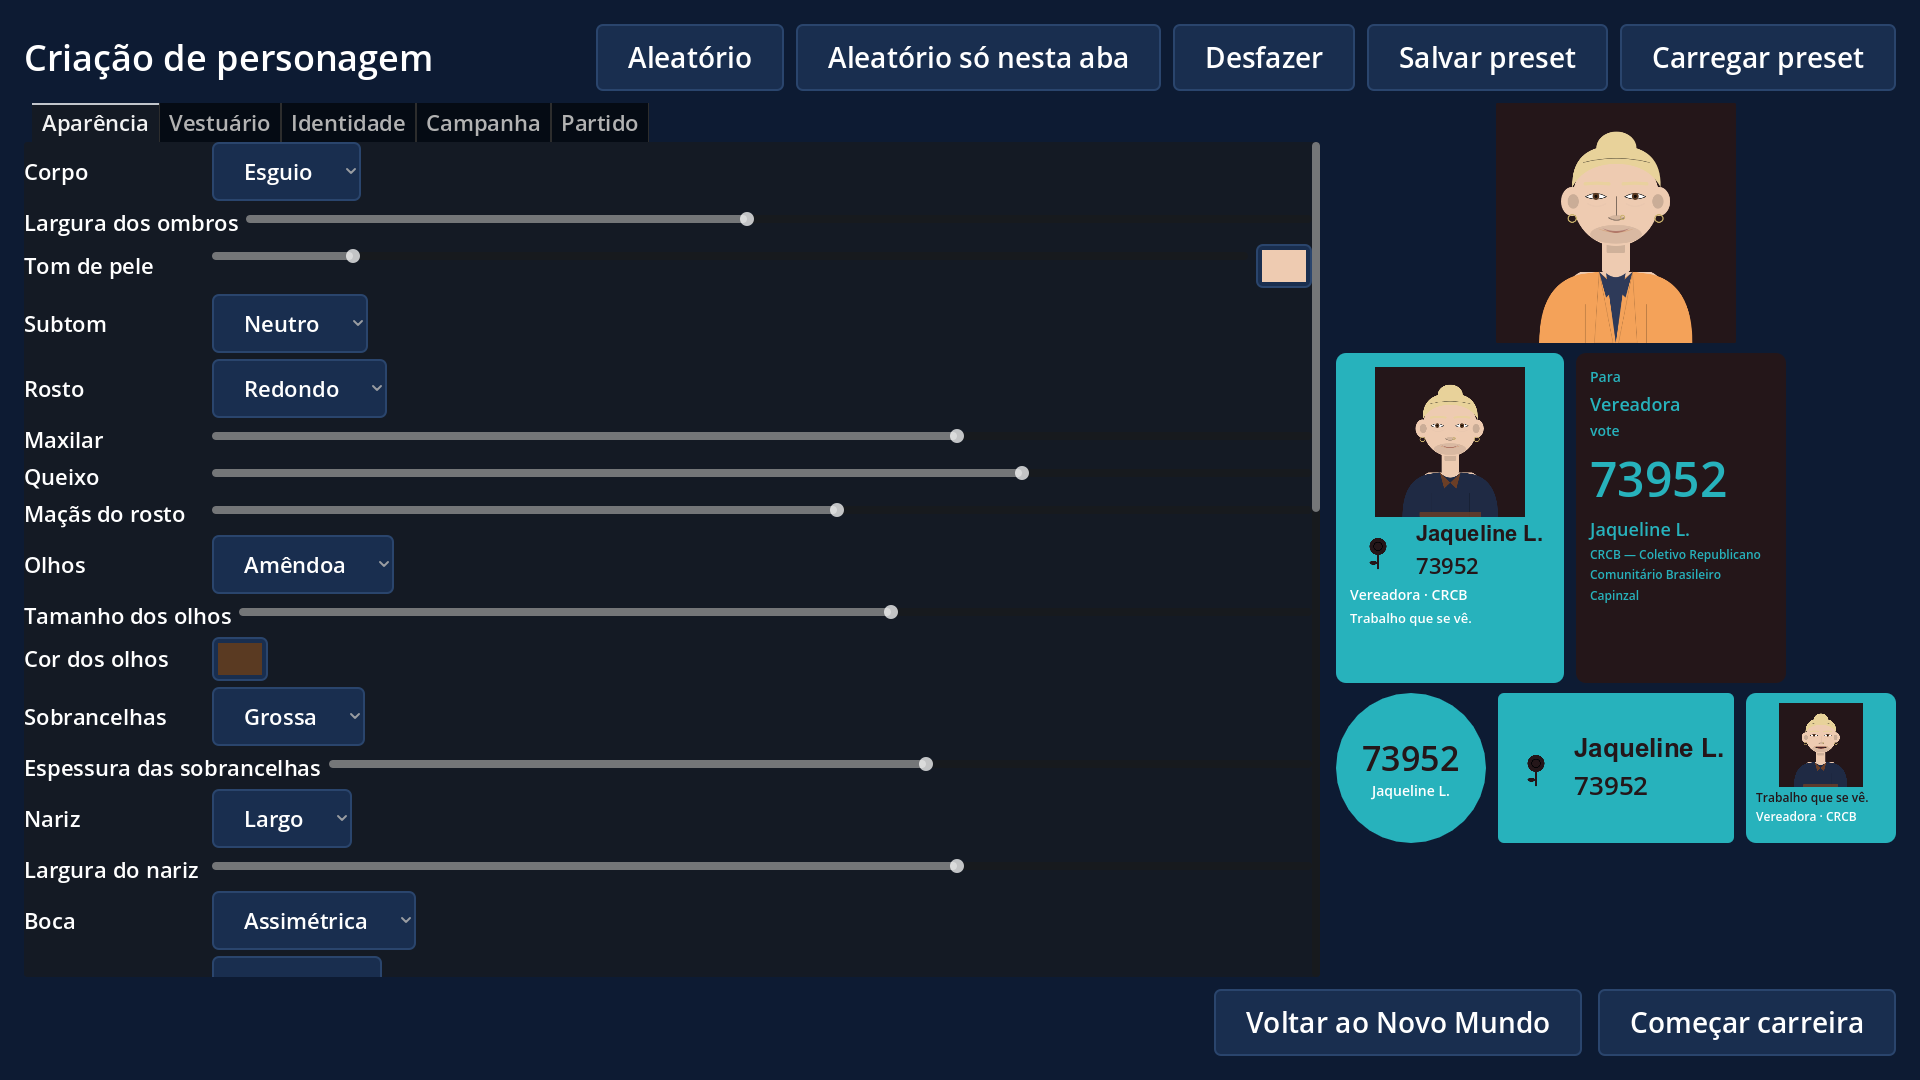 Criação de personagem
Aleatório
Aleatório só nesta aba
Desfazer
Salvar preset
Carregar preset
Aparência
Vestuário
Identidade
Campanha
Partido
Corpo
Esguio
Largura dos ombros
Tom de pele
Subtom
Neutro
Rosto
Redondo
Maxilar
Queixo
Maçãs do rosto
Olhos
Amêndoa
Tamanho dos olhos
Cor dos olhos
Sobrancelhas
Grossa
Espessura das sobrancelhas
Nariz
Largo
Largura do nariz
Boca
Assimétrica
Jaqueline L.
73952
Vereadora · CRCB
Trabalho que se vê.
Para
Vereadora
vote
73952
Jaqueline L.
CRCB — Coletivo Republicano
Comunitário Brasileiro
Capinzal
73952
Jaqueline L.
Jaqueline L.
73952
Trabalho que se vê.
Vereadora · CRCB
Voltar ao Novo Mundo
Começar carreira